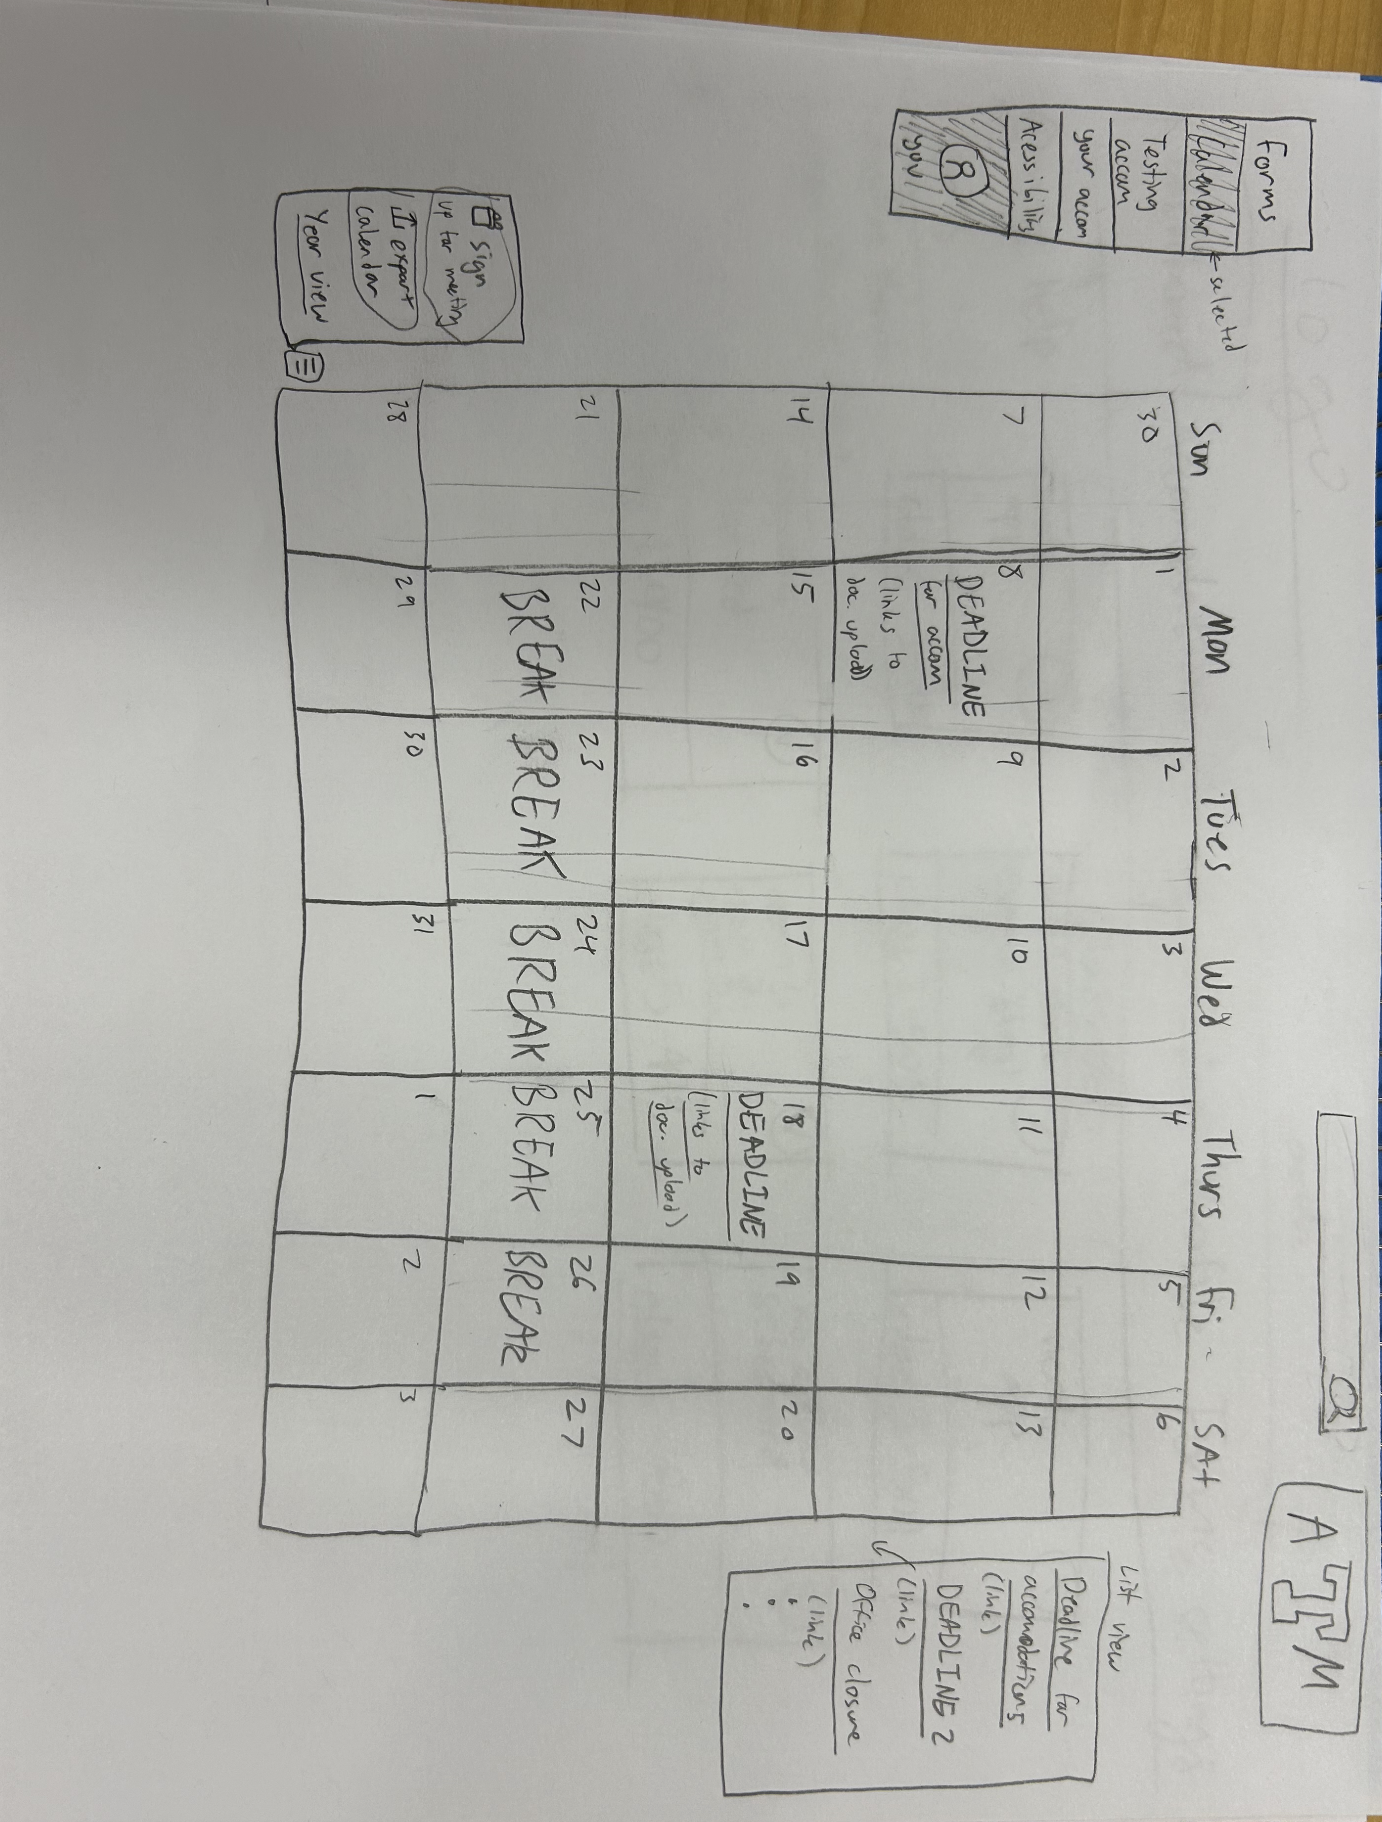 A T M
Forms
Calendar ← selected
Testing
accom
your accom
Acessibility
you
Sun Mon Tues Wed Thurs Fri SAt
30 1 2 3 4 5 6
7 8 9 10 11 12 13
DEADLINE
for accom
(links to
doc. upload)
14 15 16 17 18 19 20
DEADLINE
(links to
doc. upload)
21 22 23 24 25 26 27
BREAK BREAK BREAK BREAK BREAK
28 29 30 31 1 2 3
List view
Deadline for
accomodations
(link)
DEADLINE 2
(link)
Office closure
(link)
sign
up for meeting
export
calendar
Year view